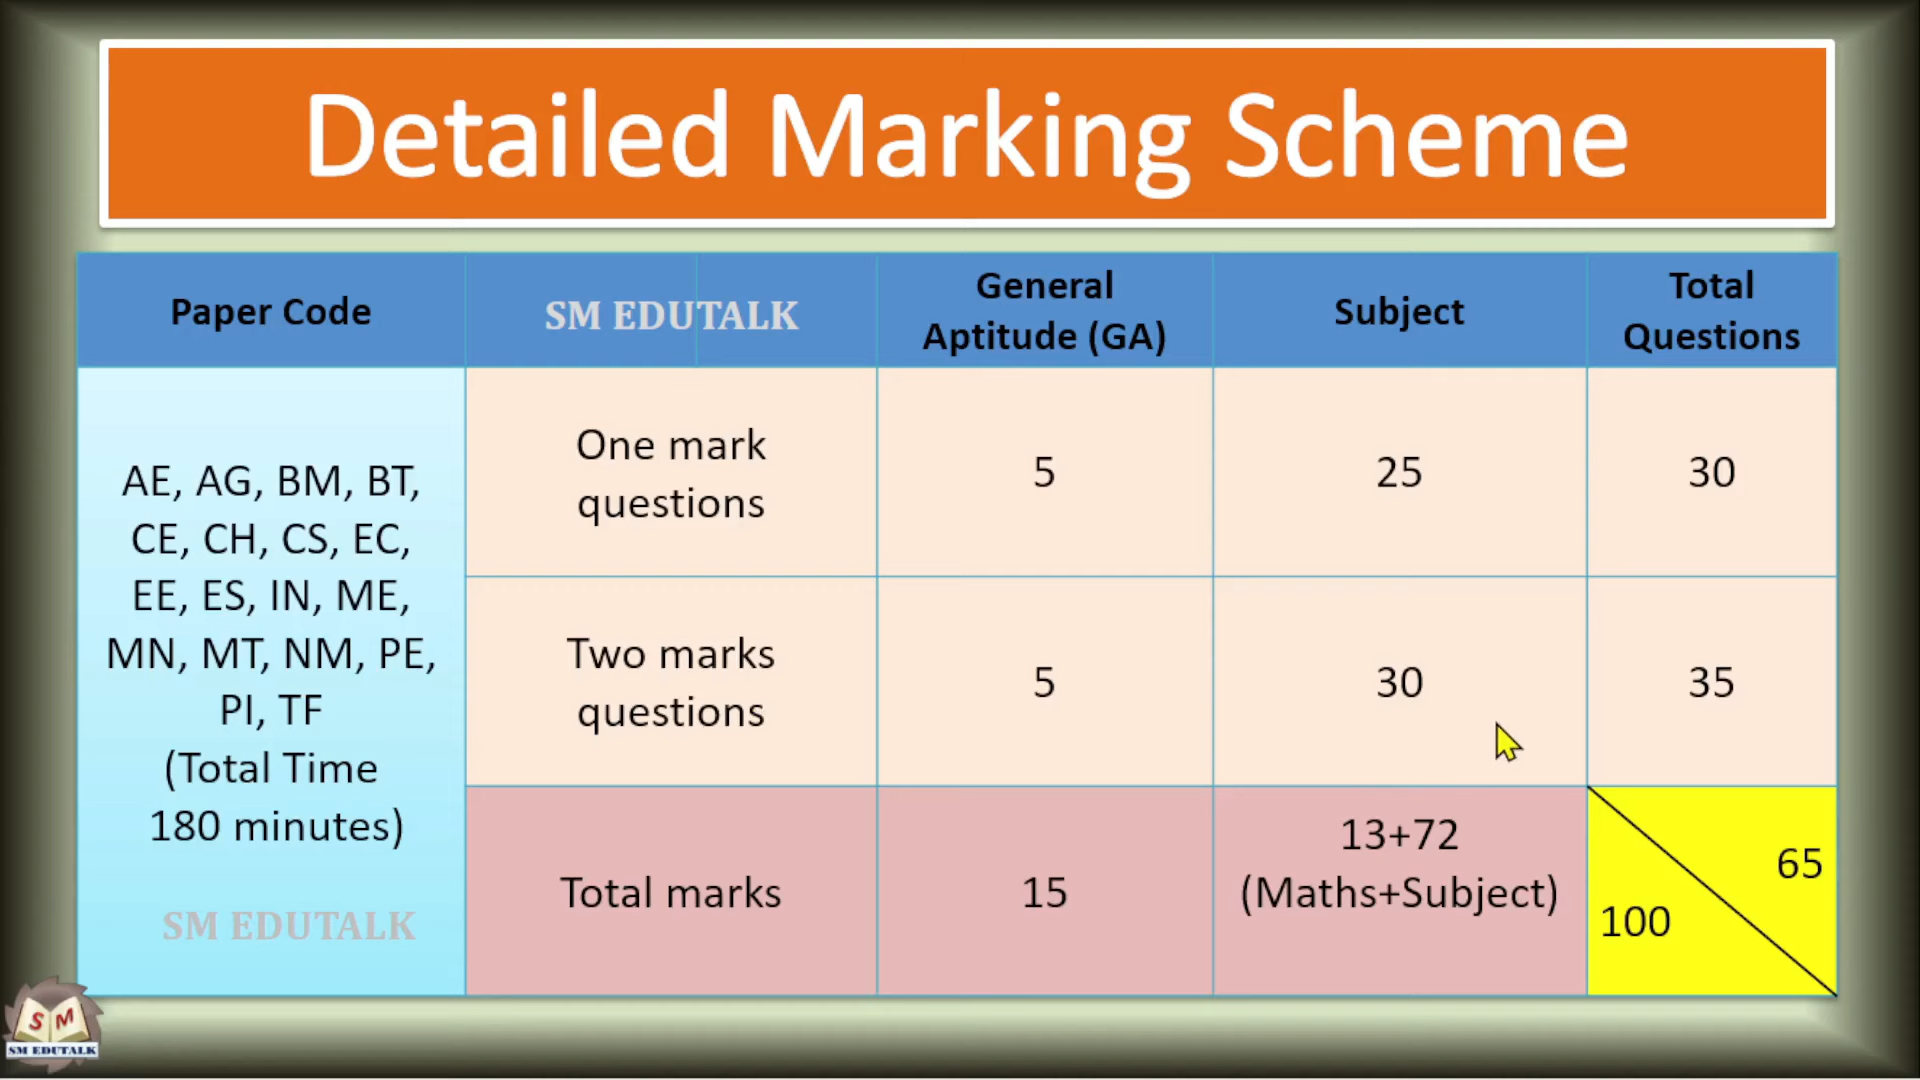 Detailed Marking Scheme
Paper Code
SM EDUTALK
General
Aptitude (GA)
Subject
Total
Questions
AE, AG, BM, BT,
CE, CH, CS, EC,
EE, ES, IN, ME,
MN, MT, NM, PE,
PI, TF
(Total Time
180 minutes)
SM EDUTALK
One mark
questions
5
25
30
Two marks
questions
5
30
35
Total marks
15
13+72
(Maths+Subject)
65
100
SM
SM EDUTALK